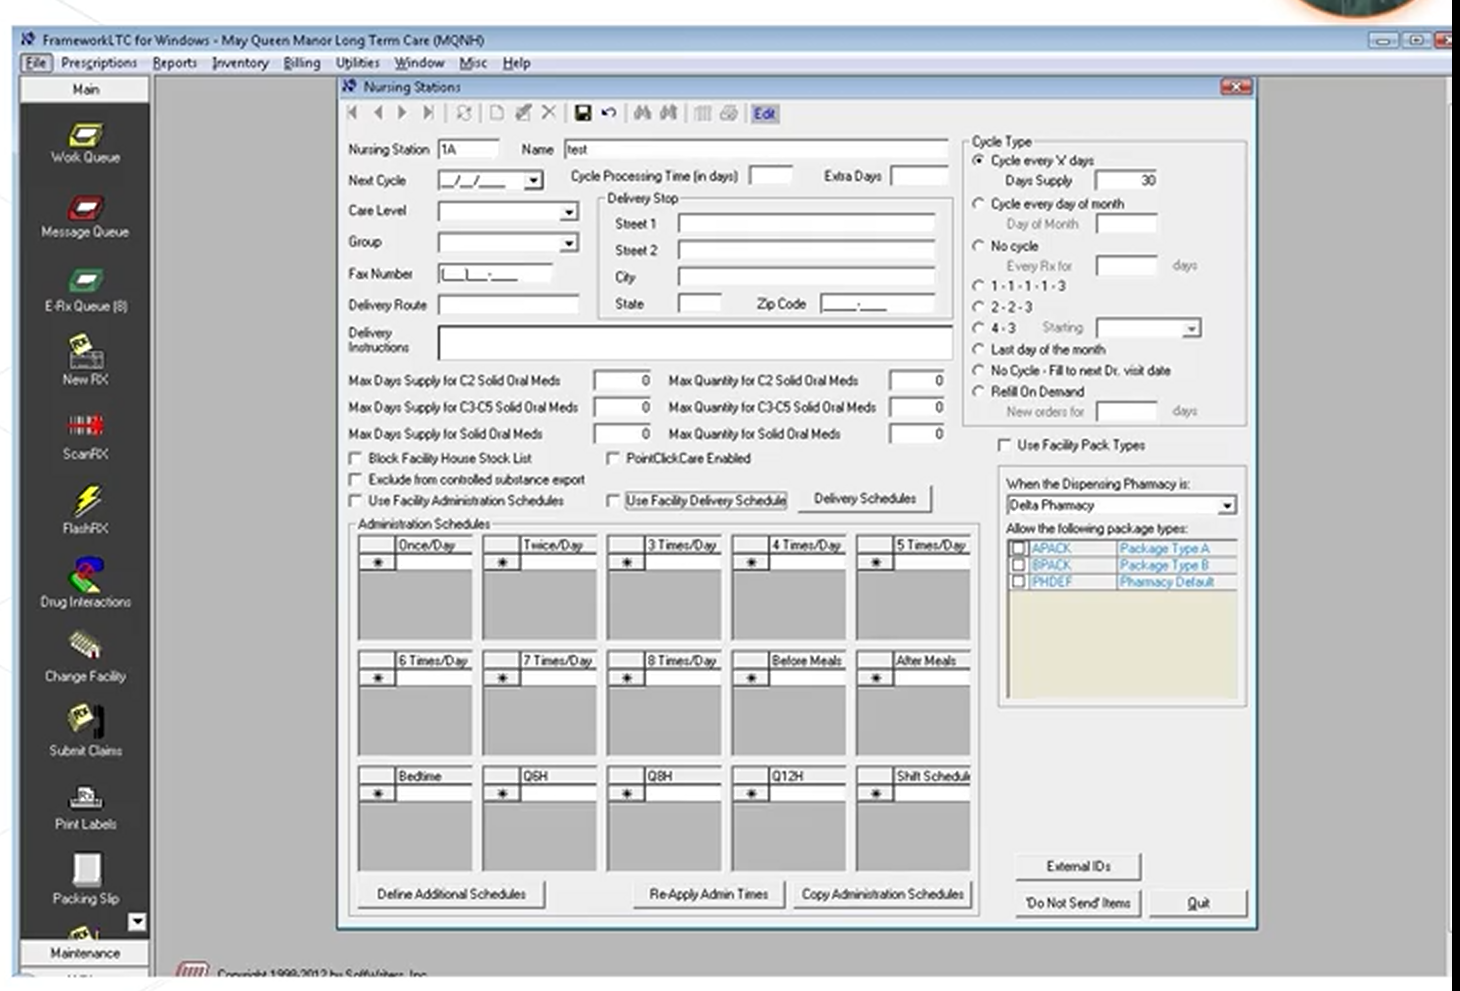 FrameworkLTC for Windows - May Queen Manor Long Term Care (MQNH)
File Prescriptions Reports Inventory Billing Utilities Window Misc Help
Main
Work Queue
Message Queue
E-Rx Queue (8)
New RX
ScanRX
FlashRX
Drug Interactions
Change Facility
Submit Claims
Print Labels
Packing Slip
Maintenance
Nursing Stations
Edit
Nursing Station 1A Name test
Next Cycle __/__/____ Cycle Processing Time (in days) Extra Days
Care Level
Group
Fax Number (___)___-____
Delivery Route
Delivery Stop
Street 1
Street 2
City
State Zip Code _____-____
Delivery
Instructions
Max Days Supply for C2 Solid Oral Meds 0 Max Quantity for C2 Solid Oral Meds 0
Max Days Supply for C3-C5 Solid Oral Meds 0 Max Quantity for C3-C5 Solid Oral Meds 0
Max Days Supply for Solid Oral Meds 0 Max Quantity for Solid Oral Meds 0
Block Facility House Stock List PointClickCare Enabled
Exclude from controlled substance export
Use Facility Administration Schedules Use Facility Delivery Schedule Delivery Schedules
Administration Schedules
Once/Day Twice/Day 3 Times/Day 4 Times/Day 5 Times/Day
6 Times/Day 7 Times/Day 8 Times/Day Before Meals After Meals
Bedtime Q6H Q8H Q12H Shift Schedul
Define Additional Schedules Re-Apply Admin Times Copy Administration Schedules
Cycle Type
Cycle every 'x' days
Days Supply 30
Cycle every day of month
Day of Month
No cycle
Every Rx for days
1 - 1 - 1 - 1 - 3
2 - 2 - 3
4 - 3 Starting
Last day of the month
No Cycle - Fill to next Dr. visit date
Refill On Demand
New orders for days
Use Facility Pack Types
When the Dispensing Pharmacy is:
Delta Pharmacy
Allow the following package types:
APACK Package Type A
BPACK Package Type B
PHDEF Pharmacy Default
External IDs
'Do Not Send' Items Quit
Copyright 1998-2012 by SoftWriters, Inc.